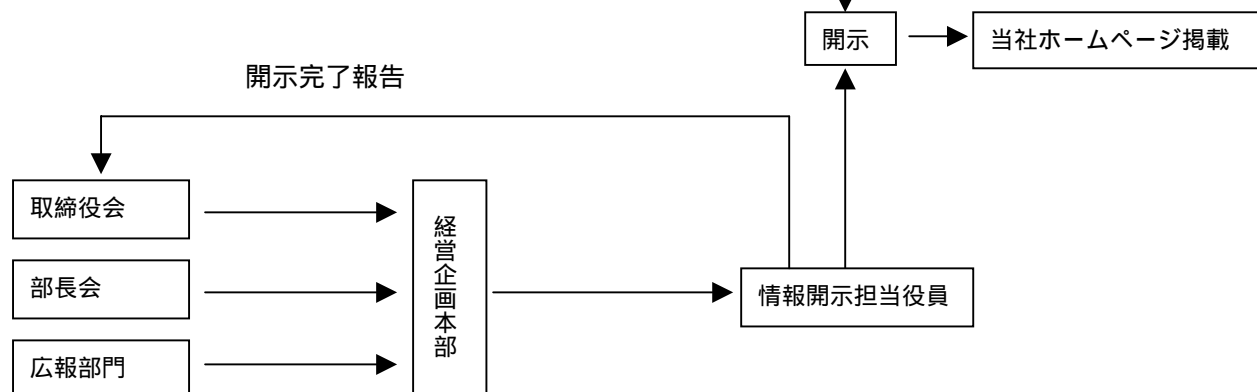 開示
当社ホームページ掲載
開示完了報告
取締役会
経営企画本部
部長会
情報開示担当役員
広報部門